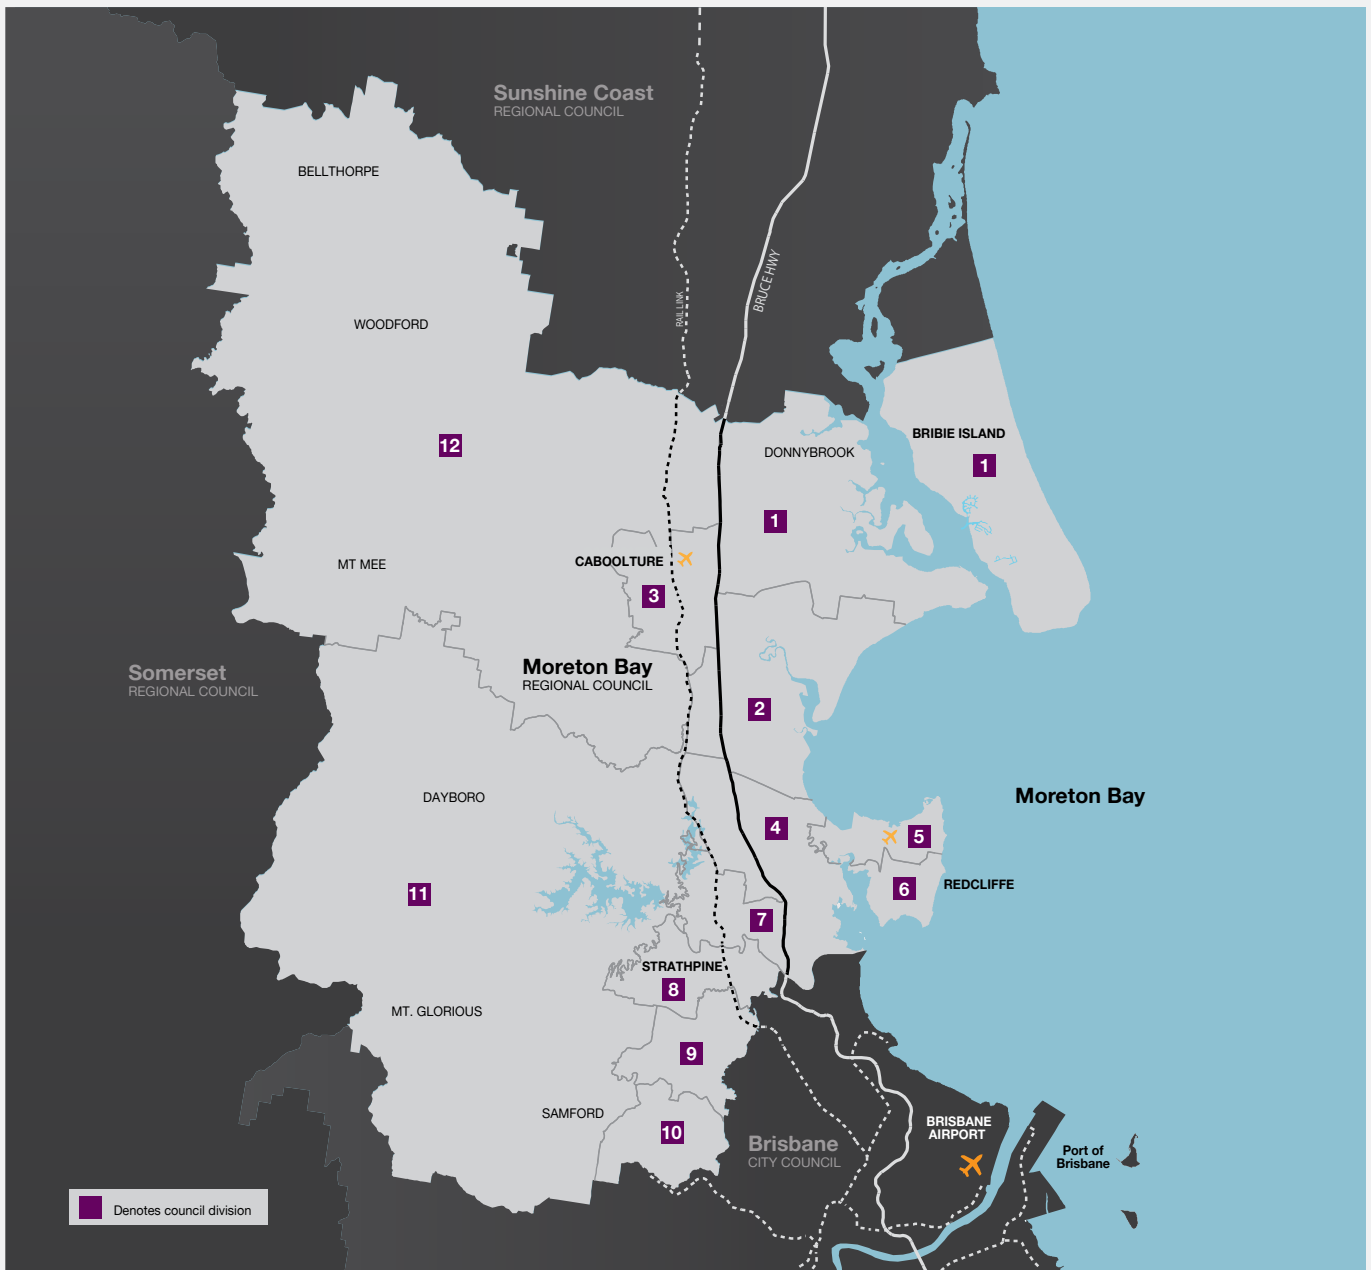 Sunshine Coast
REGIONAL COUNCIL
BELLTHORPE
BRUCE HWY
RAIL LINK
WOODFORD
BRIBIE ISLAND
12
DONNYBROOK
1
1
CABOOLTURE
MT MEE
3
Moreton Bay
REGIONAL COUNCIL
Somerset
REGIONAL COUNCIL
2
DAYBORO
Moreton Bay
4
5
11
6
REDCLIFFE
7
STRATHPINE
8
MT. GLORIOUS
9
SAMFORD
10
BRISBANE
AIRPORT
Brisbane
CITY COUNCIL
Port of
Brisbane
Denotes council division